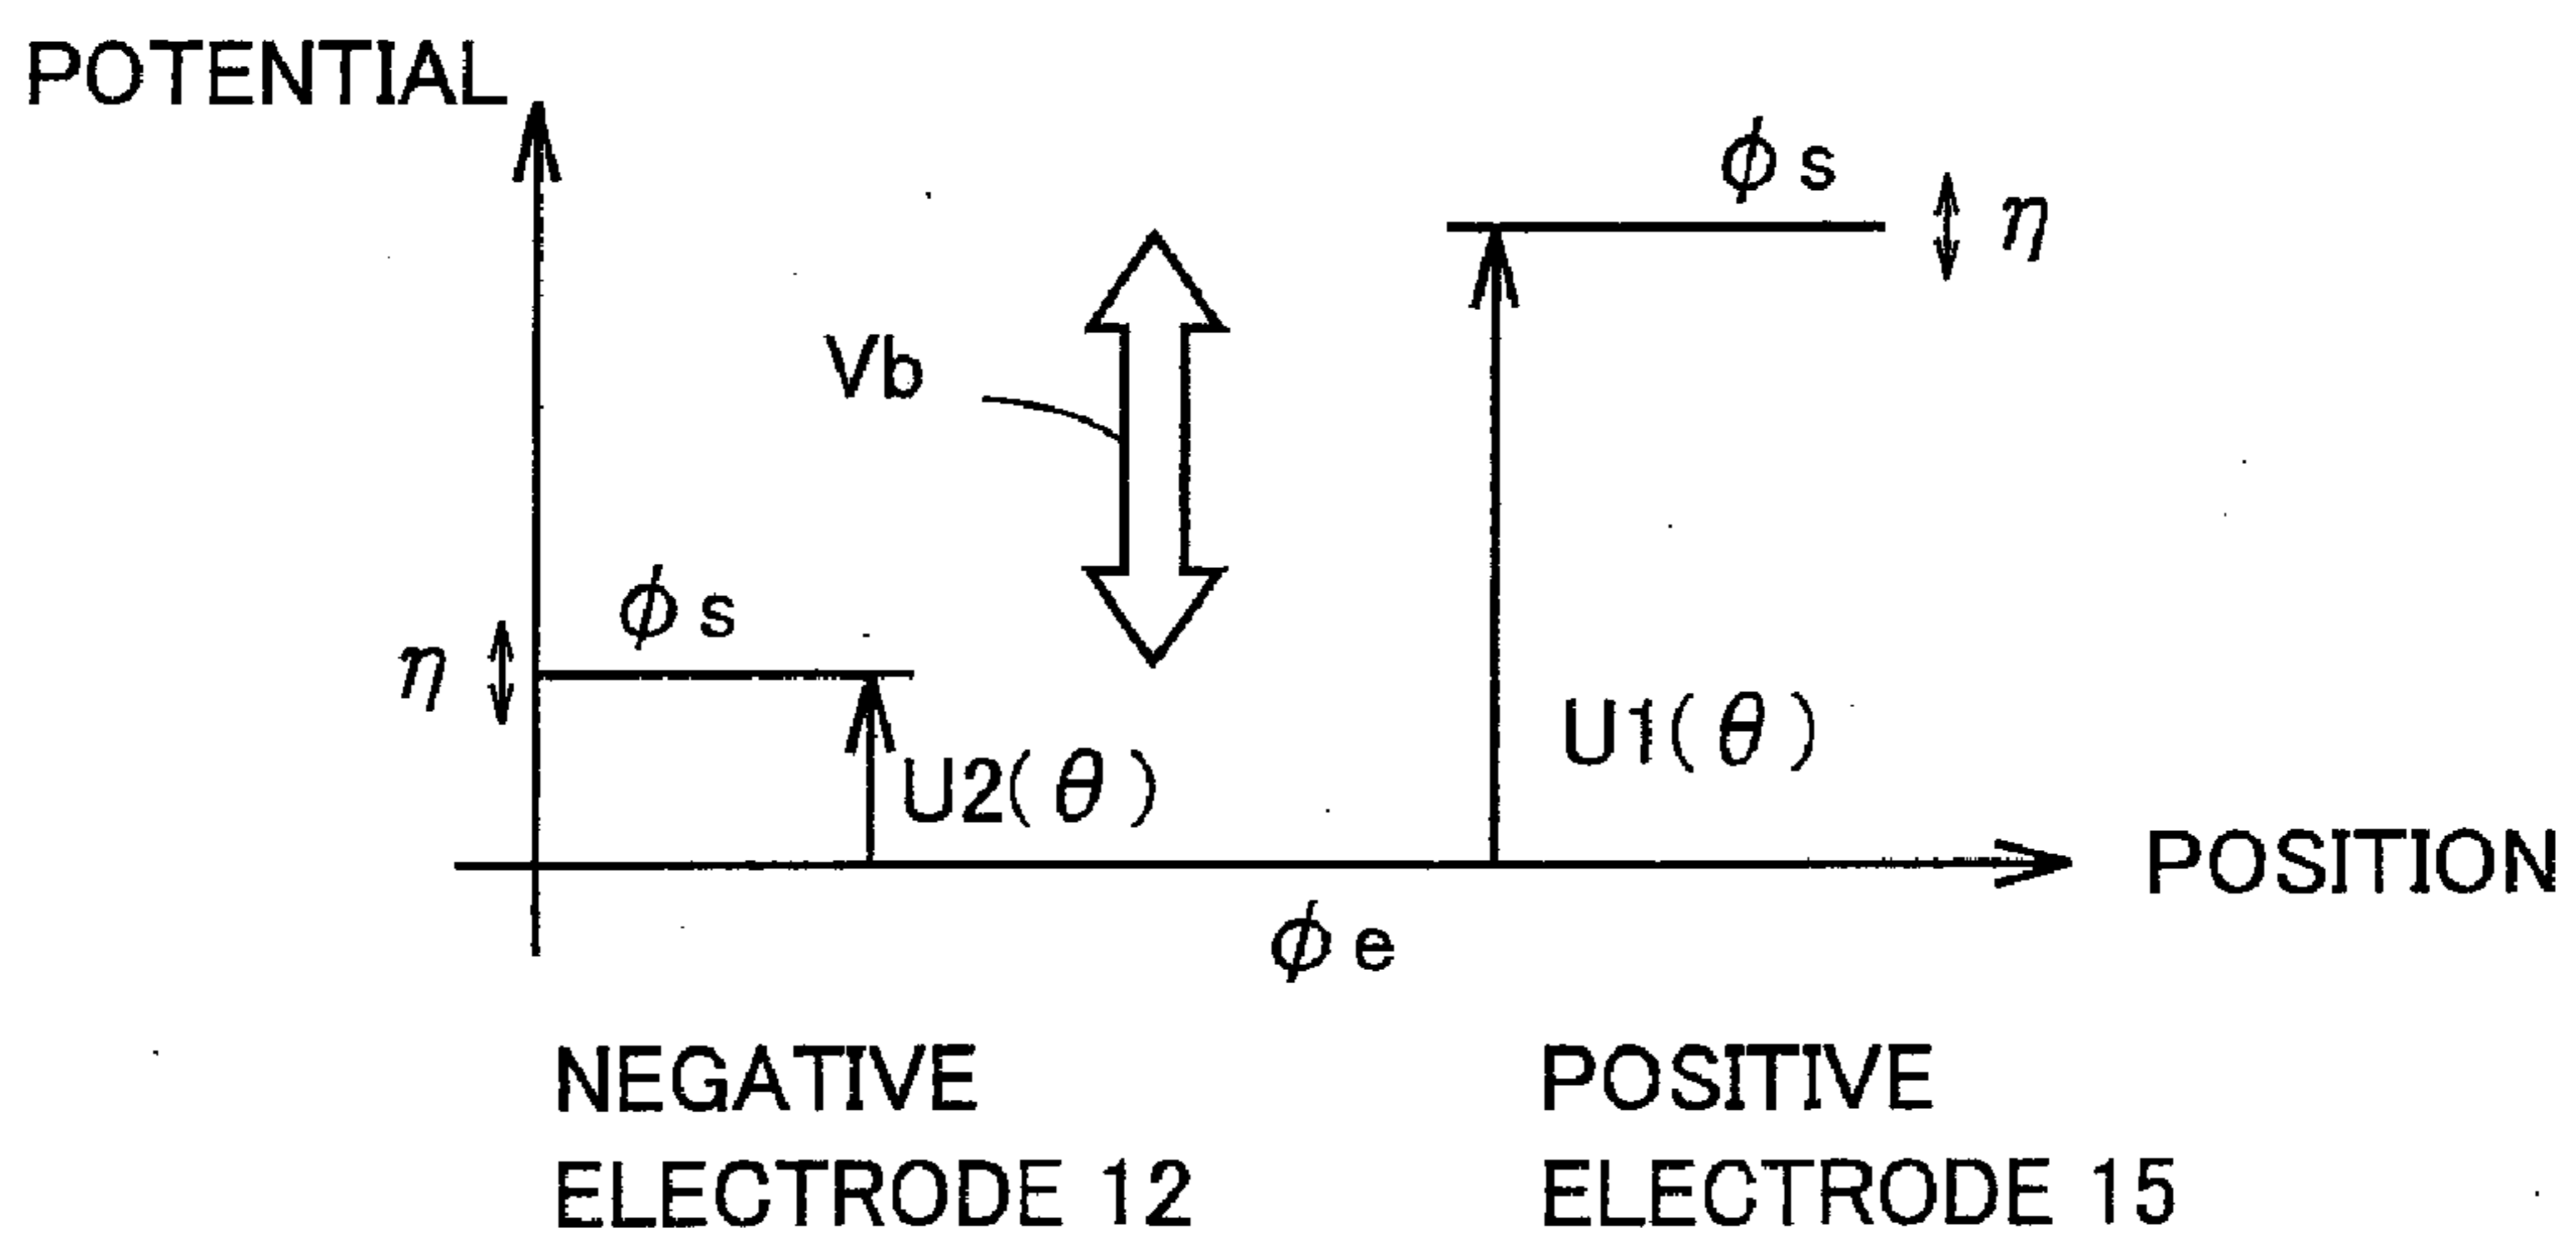 POTENTIAL
ϕs
η
Vb
ϕs
η
U1(θ)
U2(θ)
POSITION
ϕe
NEGATIVE
ELECTRODE 12
POSITIVE
ELECTRODE 15